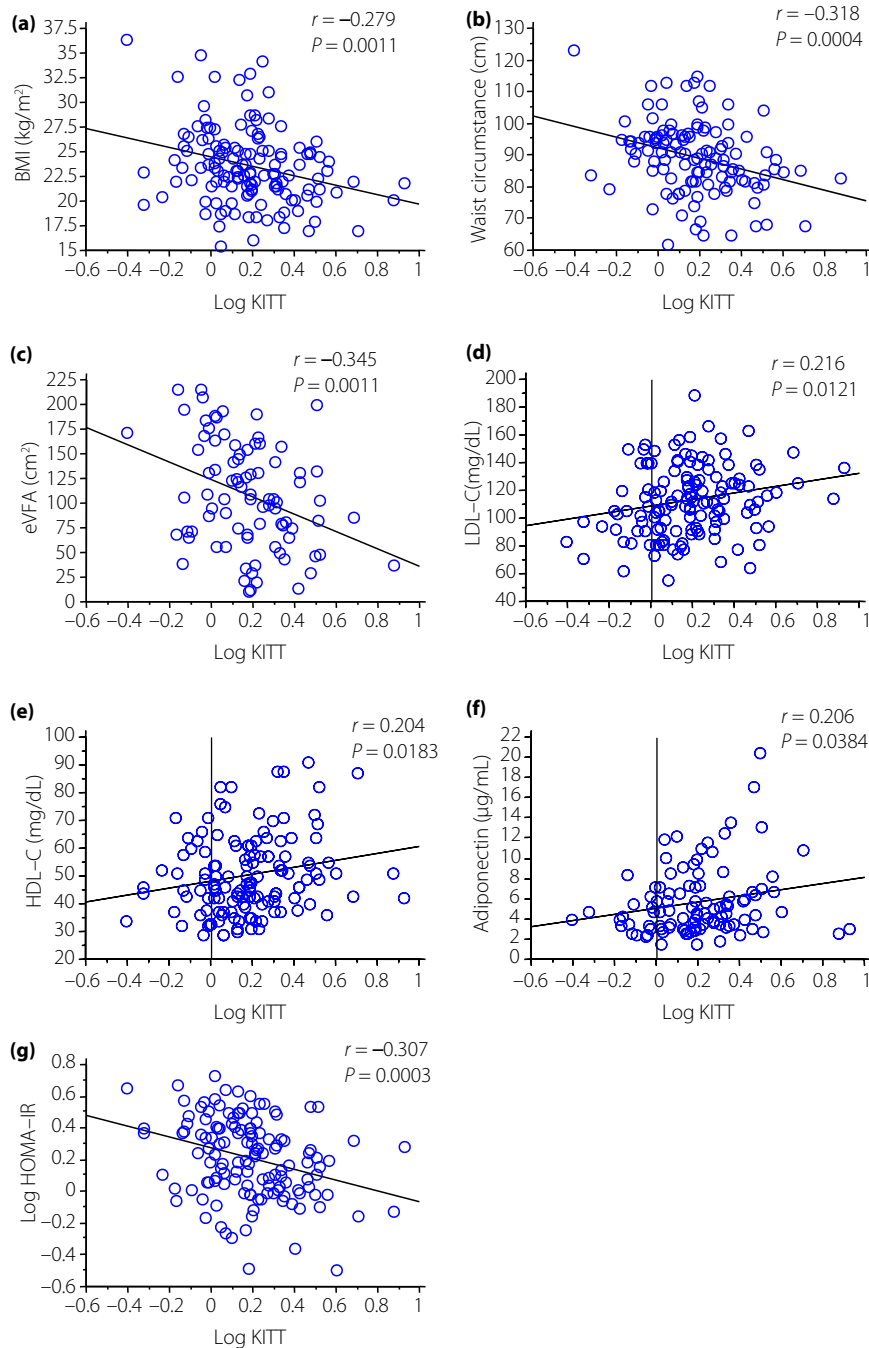 (a)
r = −0.279
P = 0.0011
BMI (kg/m²)
37.5
35
32.5
30
27.5
25
22.5
20
17.5
15
−0.6 −0.4 −0.2 0 0.2 0.4 0.6 0.8 1
Log KITT
(b)
r = −0.318
P = 0.0004
Waist circumstance (cm)
130
120
110
100
90
80
70
60
−0.6 −0.4 −0.2 0 0.2 0.4 0.6 0.8 1
Log KITT
(c)
r = −0.345
P = 0.0011
eVFA (cm²)
225
200
175
150
125
100
75
50
25
0
−0.6 −0.4 −0.2 0 0.2 0.4 0.6 0.8 1
Log KITT
(d)
r = 0.216
P = 0.0121
LDL−C(mg/dL)
200
180
160
140
120
100
80
60
40
−0.6 −0.4 −0.2 0 0.2 0.4 0.6 0.8 1
Log KITT
(e)
r = 0.204
P = 0.0183
HDL−C (mg/dL)
100
90
80
70
60
50
40
30
20
−0.6 −0.4 −0.2 0 0.2 0.4 0.6 0.8 1
Log KITT
(f)
r = 0.206
P = 0.0384
Adiponectin (µg/mL)
22
20
18
16
14
12
10
8
6
4
2
0
−0.6 −0.4 −0.2 0 0.2 0.4 0.6 0.8 1
Log KITT
(g)
r = −0.307
P = 0.0003
Log HOMA−IR
0.8
0.6
0.4
0.2
0
−0.2
−0.4
−0.6
−0.6 −0.4 −0.2 0 0.2 0.4 0.6 0.8 1
Log KITT